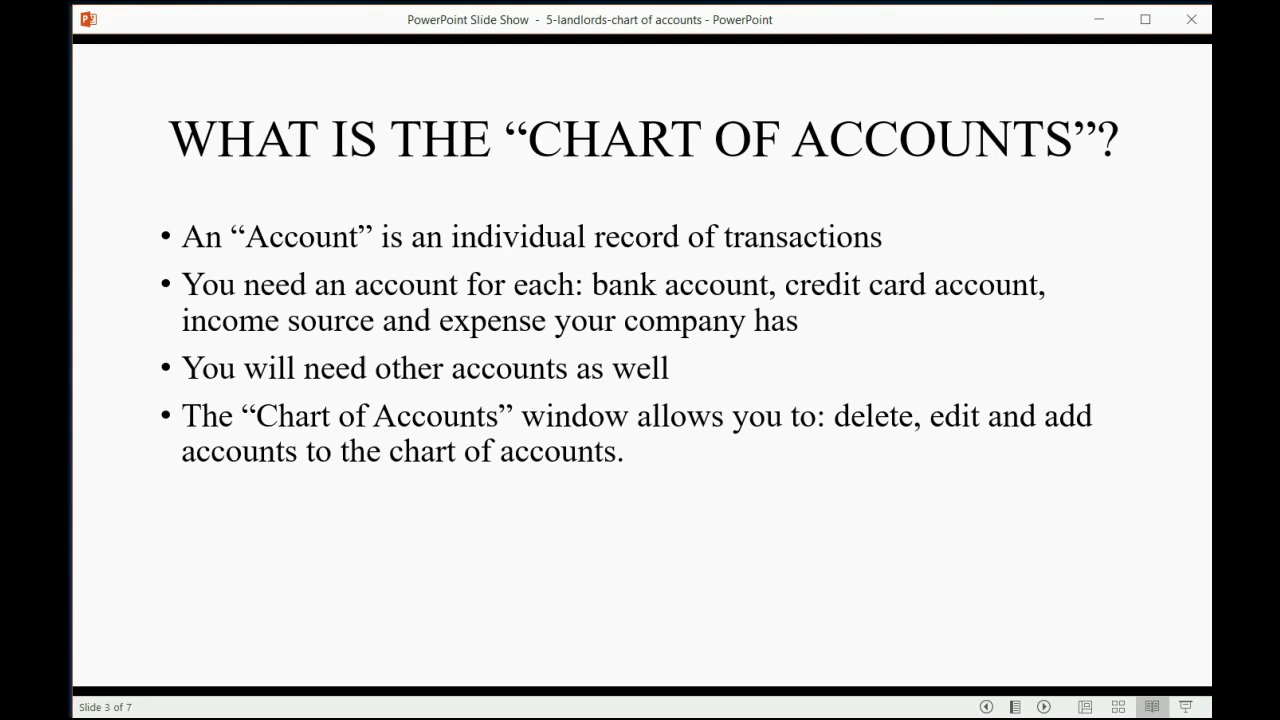 PowerPoint Slide Show - 5-landlords-chart of accounts - PowerPoint
WHAT IS THE “CHART OF ACCOUNTS”?
• An “Account” is an individual record of transactions
• You need an account for each: bank account, credit card account,
income source and expense your company has
• You will need other accounts as well
• The “Chart of Accounts” window allows you to: delete, edit and add
accounts to the chart of accounts.
Slide 3 of 7